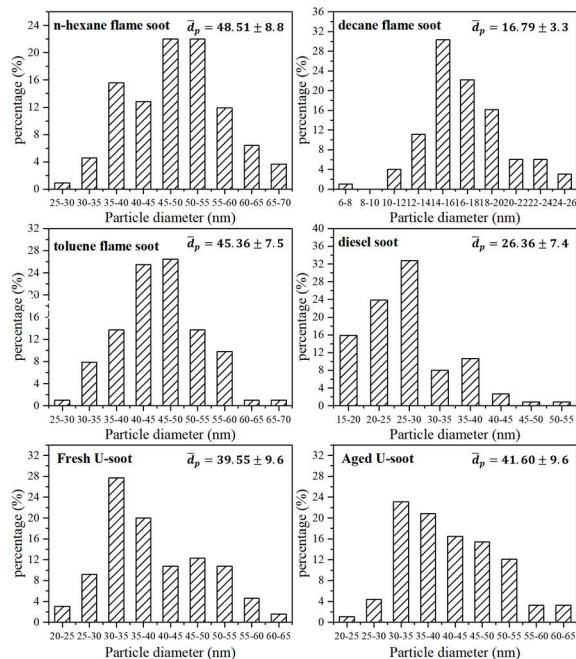 n-hexane flame soot
d̄p = 48.51 ± 8.8
percentage (%)
24
20
16
12
8
4
0
25-30 30-35 35-40 40-45 45-50 50-55 55-60 60-65 65-70
Particle diameter (nm)
decane flame soot
d̄p = 16.79 ± 3.3
percentage (%)
36
32
28
24
20
16
12
8
4
0
6-8 8-10 10-12 12-14 14-16 16-18 18-20 20-22 22-24 24-26
Particle diameter (nm)
toluene flame soot
d̄p = 45.36 ± 7.5
percentage (%)
32
28
24
20
16
12
8
4
0
25-30 30-35 35-40 40-45 45-50 50-55 55-60 60-65 65-70
Particle diameter (nm)
diesel soot
d̄p = 26.36 ± 7.4
percentage (%)
40
36
32
28
24
20
16
12
8
4
0
15-20 20-25 25-30 30-35 35-40 40-45 45-50 50-55
Particle diameter (nm)
Fresh U-soot
d̄p = 39.55 ± 9.6
percentage (%)
32
28
24
20
16
12
8
4
0
20-25 25-30 30-35 35-40 40-45 45-50 50-55 55-60 60-65
Particle diameter (nm)
Aged U-soot
d̄p = 41.60 ± 9.6
percentage (%)
32
28
24
20
16
12
8
4
0
20-25 25-30 30-35 35-40 40-45 45-50 50-55 55-60 60-65
Particle diameter (nm)